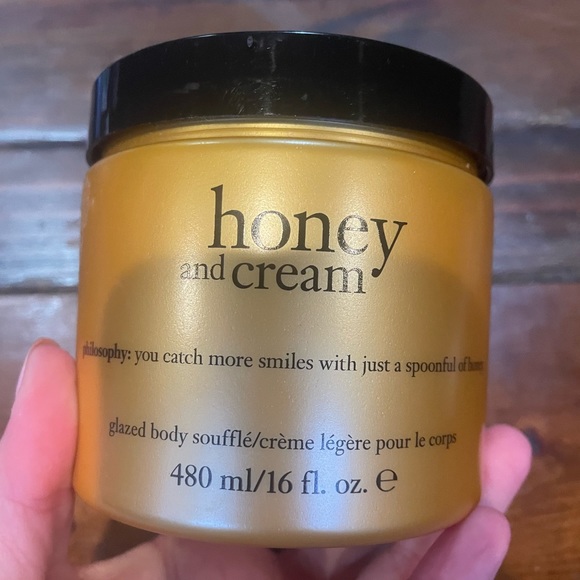 honey
and cream
philosophy: you catch more smiles with just a spoonful of honey
glazed body soufflé/crème légère pour le corps
480 ml/16 fl. oz. ℮